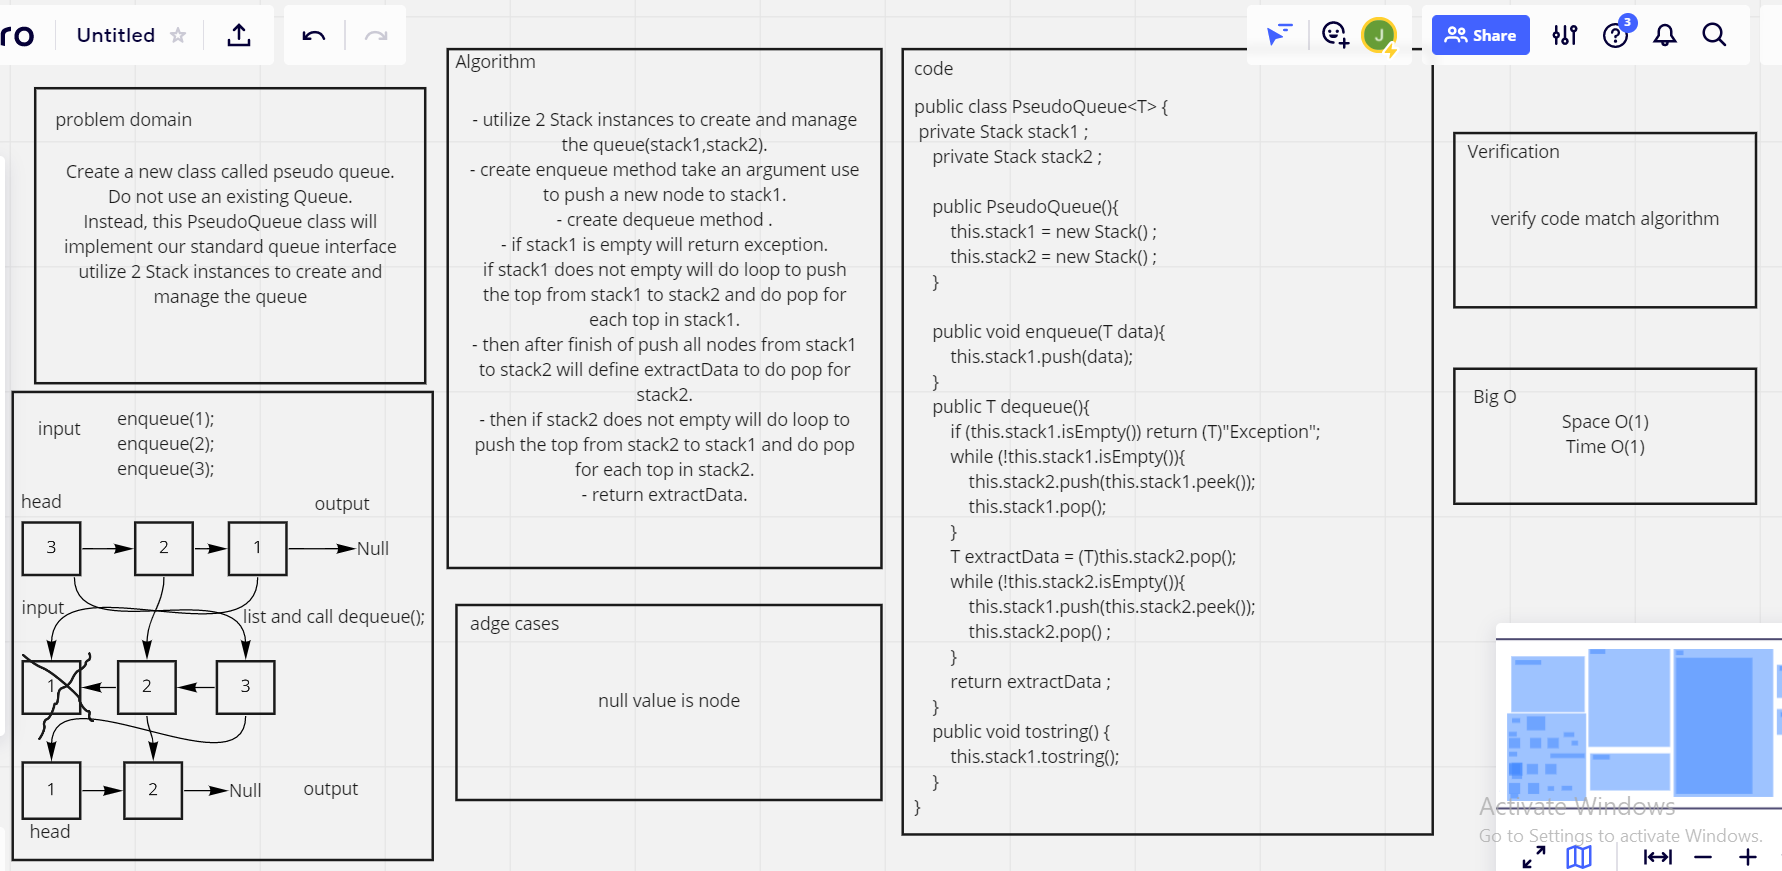 ro
Untitled
Share
3
J
problem domain
Create a new class called pseudo queue.
Do not use an existing Queue.
Instead, this PseudoQueue class will
implement our standard queue interface
utilize 2 Stack instances to create and
manage the queue
input
enqueue(1);
enqueue(2);
enqueue(3);
head
output
3
2
1
Null
input
list and call dequeue();
1
2
3
1
2
Null
output
head
Algorithm
- utilize 2 Stack instances to create and manage
the queue(stack1,stack2).
- create enqueue method take an argument use
to push a new node to stack1.
- create dequeue method .
- if stack1 is empty will return exception.
if stack1 does not empty will do loop to push
the top from stack1 to stack2 and do pop for
each top in stack1.
- then after finish of push all nodes from stack1
to stack2 will define extractData to do pop for
stack2.
- then if stack2 does not empty will do loop to
push the top from stack2 to stack1 and do pop
for each top in stack2.
- return extractData.
adge cases
null value is node
code
public class PseudoQueue<T> {
private Stack stack1 ;
private Stack stack2 ;
public PseudoQueue(){
this.stack1 = new Stack() ;
this.stack2 = new Stack() ;
}
public void enqueue(T data){
this.stack1.push(data);
}
public T dequeue(){
if (this.stack1.isEmpty()) return (T)"Exception";
while (!this.stack1.isEmpty()){
this.stack2.push(this.stack1.peek());
this.stack1.pop();
}
T extractData = (T)this.stack2.pop();
while (!this.stack2.isEmpty()){
this.stack1.push(this.stack2.peek());
this.stack2.pop() ;
}
return extractData ;
}
public void tostring() {
this.stack1.tostring();
}
}
Verification
verify code match algorithm
Big O
Space O(1)
Time O(1)
Activate Windows
Go to Settings to activate Windows.